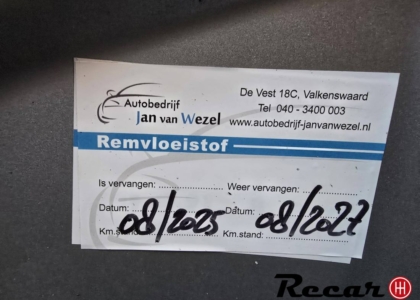 Autobedrijf
Jan van Wezel
De Vest 18C, Valkenswaard
Tel 040 - 3400 003
www.autobedrijf-janvanwezel.nl
Remvloeistof
Is vervangen: Weer vervangen:
Datum: 08/2025 Datum: 08/2027
Km.stand: Km.stand:
Recar